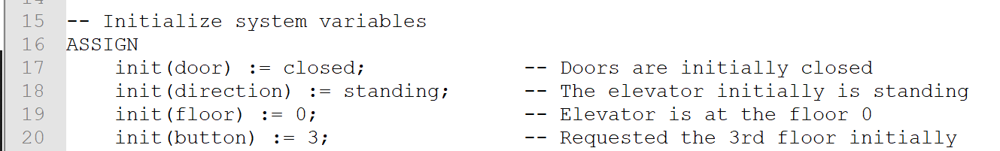 15 -- Initialize system variables
16 ASSIGN
17 init(door) := closed; -- Doors are initially closed
18 init(direction) := standing; -- The elevator initially is standing
19 init(floor) := 0; -- Elevator is at the floor 0
20 init(button) := 3; -- Requested the 3rd floor initially